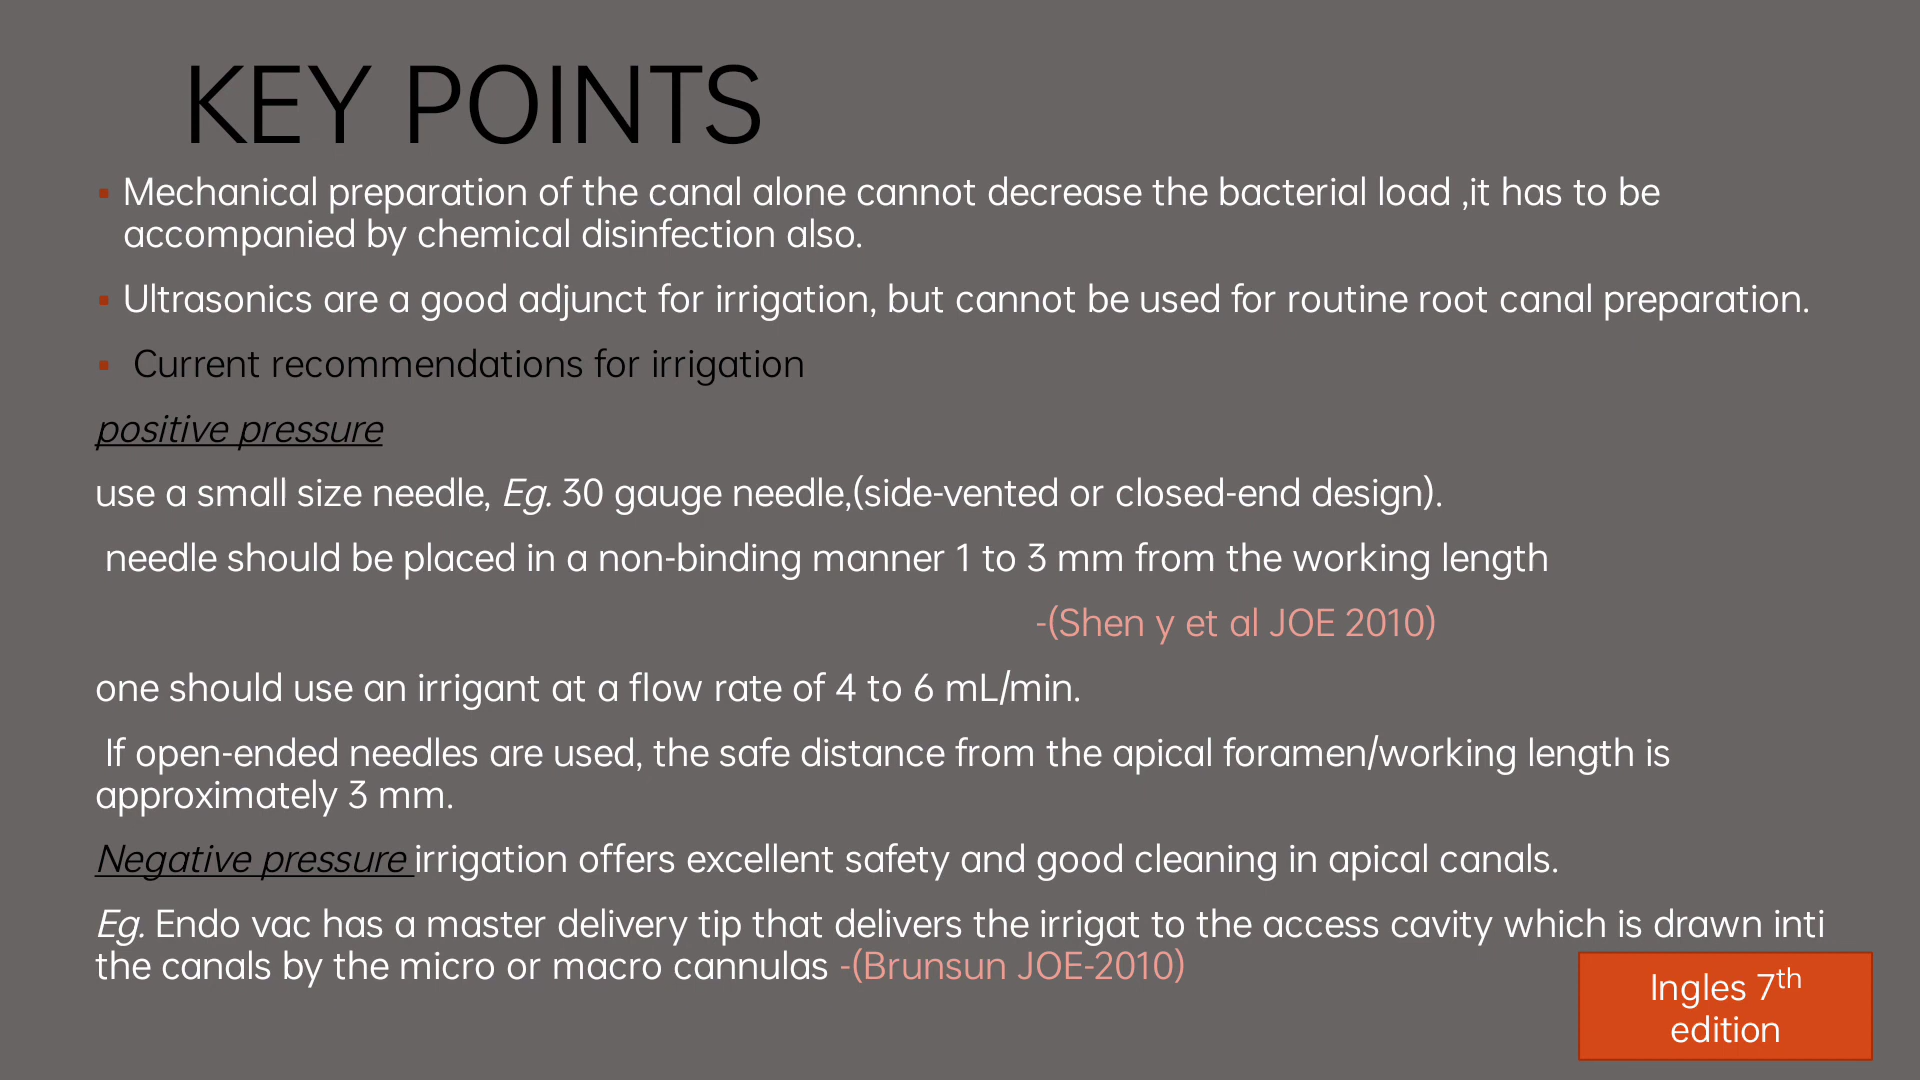 KEY POINTS
▪ Mechanical preparation of the canal alone cannot decrease the bacterial load ,it has to be
accompanied by chemical disinfection also.
▪ Ultrasonics are a good adjunct for irrigation, but cannot be used for routine root canal preparation.
▪ Current recommendations for irrigation
positive pressure
use a small size needle, Eg. 30 gauge needle,(side-vented or closed-end design).
needle should be placed in a non-binding manner 1 to 3 mm from the working length
-(Shen y et al JOE 2010)
one should use an irrigant at a flow rate of 4 to 6 mL/min.
If open-ended needles are used, the safe distance from the apical foramen/working length is
approximately 3 mm.
Negative pressure irrigation offers excellent safety and good cleaning in apical canals.
Eg. Endo vac has a master delivery tip that delivers the irrigat to the access cavity which is drawn inti
the canals by the micro or macro cannulas -(Brunsun JOE-2010)
Ingles 7th
edition